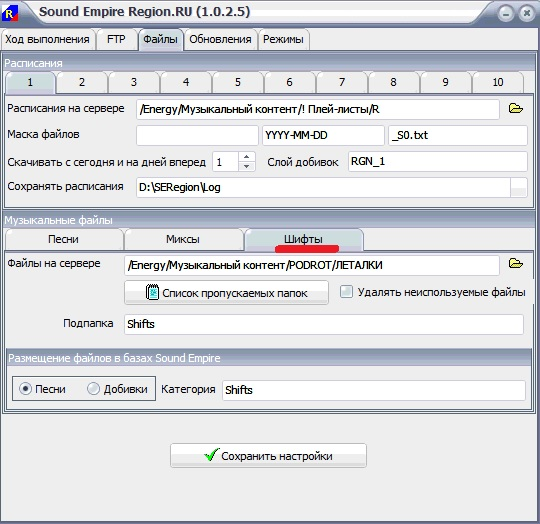 R Sound Empire Region.RU (1.0.2.5)
Ход выполнения FTP Файлы Обновления Режимы
Расписания
1 2 3 4 5 6 7 8 9 10
Расписания на сервере /Energy/Музыкальный контент/! Плей-листы/R
Маска файлов YYYY-MM-DD _S0.txt
Скачивать с сегодня и на дней вперед 1 Слой добивок RGN_1
Сохранять расписания D:\SERegion\Log
Музыкальные файлы
Песни Миксы Шифты
Файлы на сервере /Energy/Музыкальный контент/PODROT/ЛЕТАЛКИ
Список пропускаемых папок Удалять неиспользуемые файлы
Подпапка Shifts
Размещение файлов в базах Sound Empire
Песни Добивки Категория Shifts
Сохранить настройки